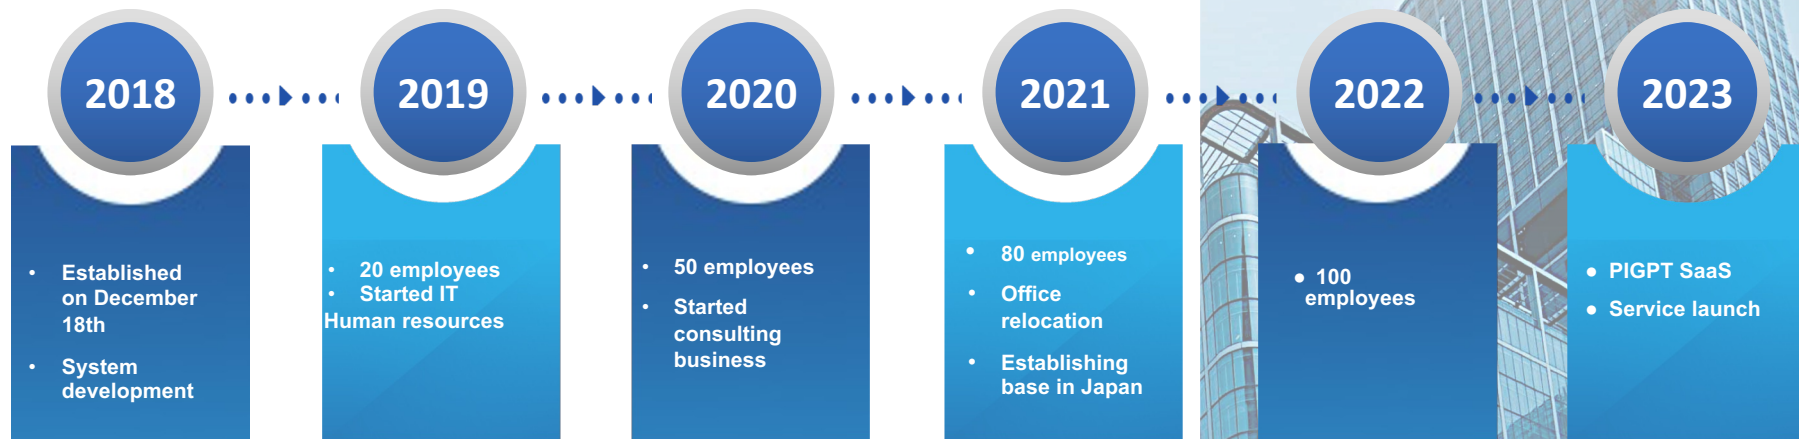 2018
2019
2020
2021
2022
2023
• Established
on December
18th
• System
development
• 20 employees
• Started IT
Human resources
• 50 employees
• Started
consulting
business
• 80 employees
• Office
relocation
• Establishing
base in Japan
● 100
employees
● PIGPT SaaS
● Service launch